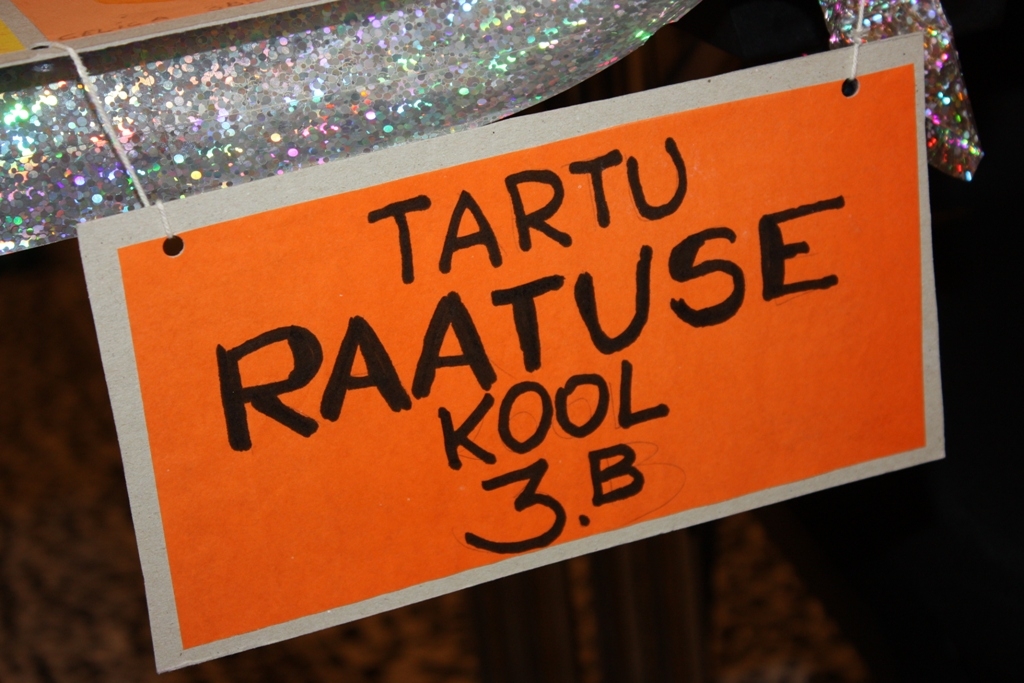 TARTU
RAATUSE
KOOL
3.B